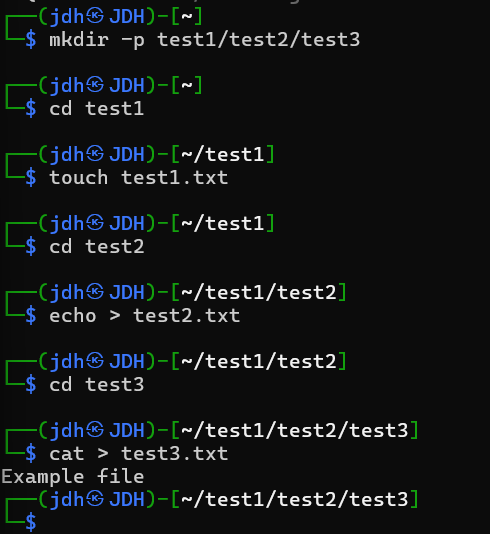 ┌──(jdh㉿JDH)-[~]
└─$ mkdir -p test1/test2/test3
┌──(jdh㉿JDH)-[~]
└─$ cd test1
┌──(jdh㉿JDH)-[~/test1]
└─$ touch test1.txt
┌──(jdh㉿JDH)-[~/test1]
└─$ cd test2
┌──(jdh㉿JDH)-[~/test1/test2]
└─$ echo > test2.txt
┌──(jdh㉿JDH)-[~/test1/test2]
└─$ cd test3
┌──(jdh㉿JDH)-[~/test1/test2/test3]
└─$ cat > test3.txt
Example file
┌──(jdh㉿JDH)-[~/test1/test2/test3]
└─$